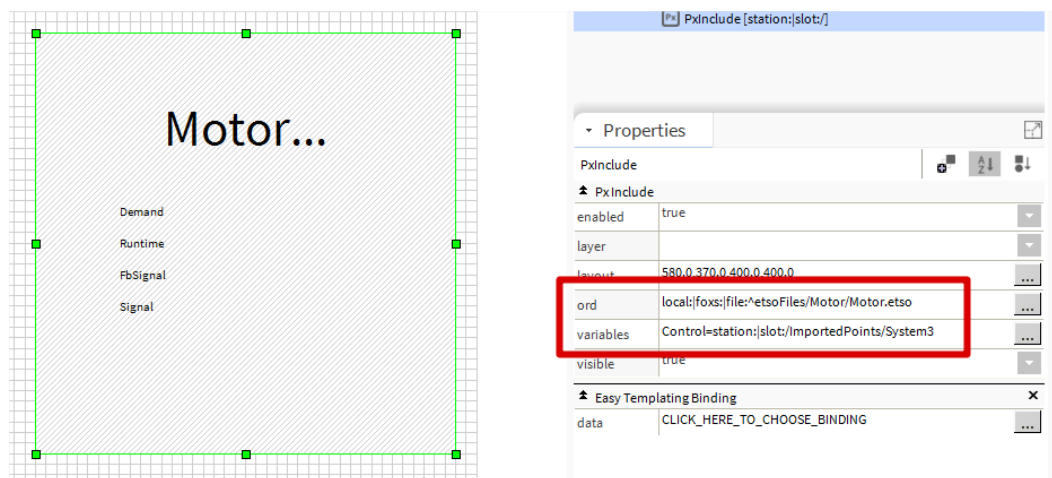 Motor...
Demand
Runtime
FbSignal
Signal
Px PxInclude [station:|slot:/]
Properties
PxInclude
PxInclude
enabled true
layer
layout 580.0,370.0,400.0,400.0
ord local:|foxs:|file:^etsoFiles/Motor/Motor.etso
variables Control=station:|slot:/ImportedPoints/System3
visible true
Easy Templating Binding
data CLICK_HERE_TO_CHOOSE_BINDING